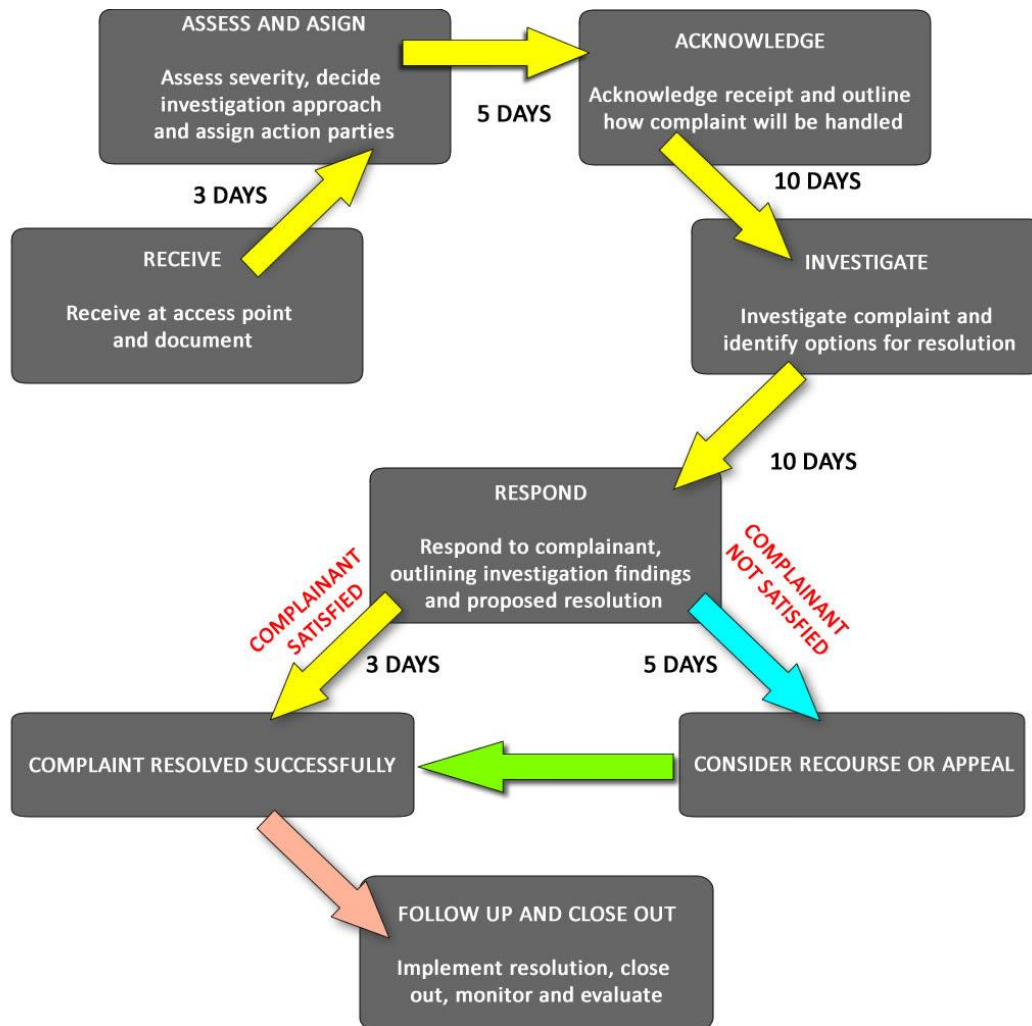 ASSESS AND ASIGN
Assess severity, decide
investigation approach
and assign action parties
5 DAYS
ACKNOWLEDGE
Acknowledge receipt and outline
how complaint will be handled
3 DAYS
10 DAYS
RECEIVE
Receive at access point
and document
INVESTIGATE
Investigate complaint and
identify options for resolution
10 DAYS
RESPOND
Respond to complainant,
outlining investigation findings
and proposed resolution
COMPLAINANT
SATISFIED
COMPLAINANT
NOT SATISFIED
3 DAYS
5 DAYS
COMPLAINT RESOLVED SUCCESSFULLY
CONSIDER RECOURSE OR APPEAL
FOLLOW UP AND CLOSE OUT
Implement resolution, close
out, monitor and evaluate